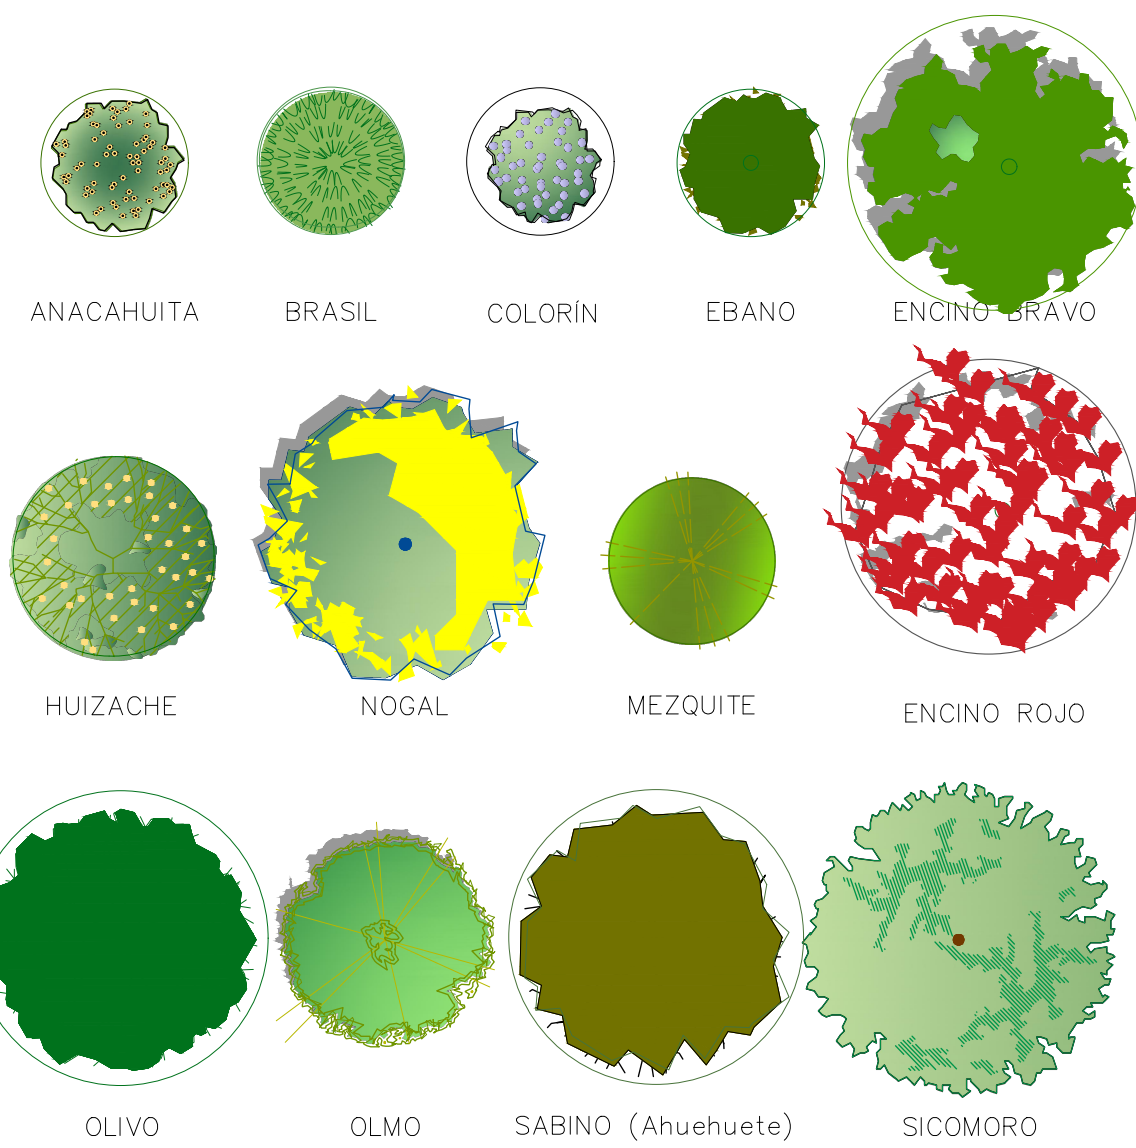 ANACAHUITA
BRASIL
COLORÍN
EBANO
ENCINO BRAVO
HUIZACHE
NOGAL
MEZQUITE
ENCINO ROJO
OLIVO
OLMO
SABINO (Ahuehuete)
SICOMORO